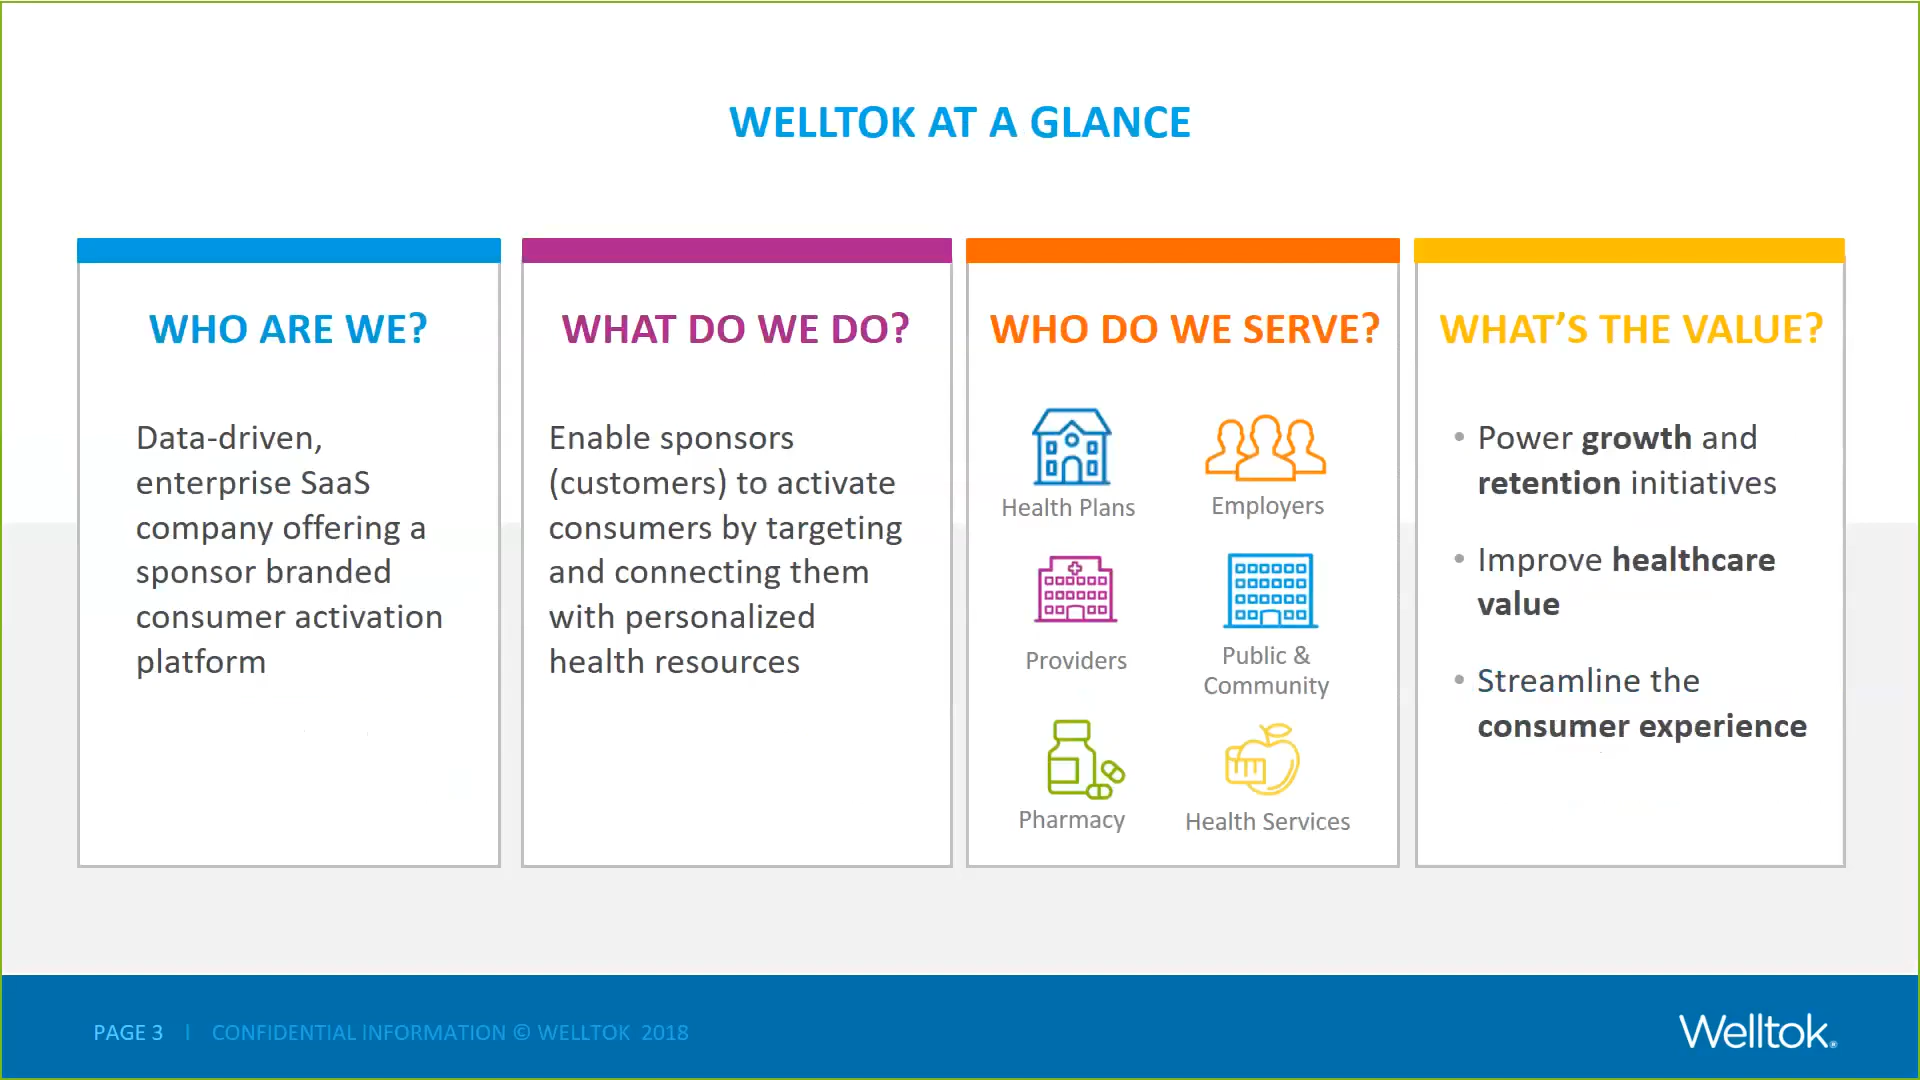 WELLTOK AT A GLANCE
WHO ARE WE?
Data-driven,
enterprise SaaS
company offering a
sponsor branded
consumer activation
platform
WHAT DO WE DO?
Enable sponsors
(customers) to activate
consumers by targeting
and connecting them
with personalized
health resources
WHO DO WE SERVE?
Health Plans
Employers
Providers
Public &
Community
Pharmacy
Health Services
WHAT'S THE VALUE?
• Power growth and
retention initiatives
• Improve healthcare
value
• Streamline the
consumer experience
PAGE 3 | CONFIDENTIAL INFORMATION © WELLTOK 2018
Welltok®